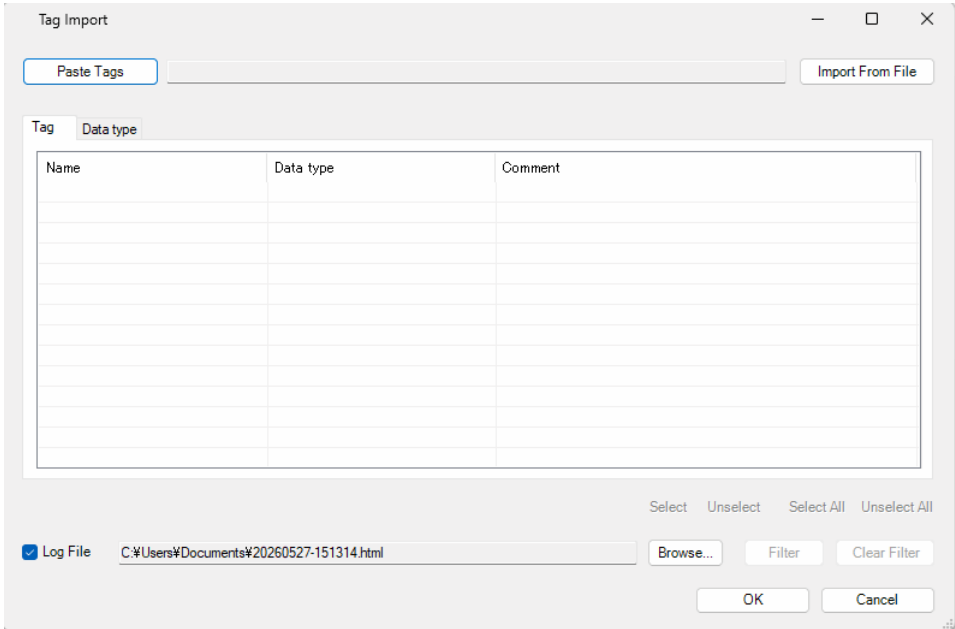 Tag Import
Paste Tags
Import From File
Tag
Data type
Name Data type Comment
Select Unselect Select All Unselect All
Log File C:¥Users¥Documents¥20260527-151314.html Browse... Filter Clear Filter
OK Cancel